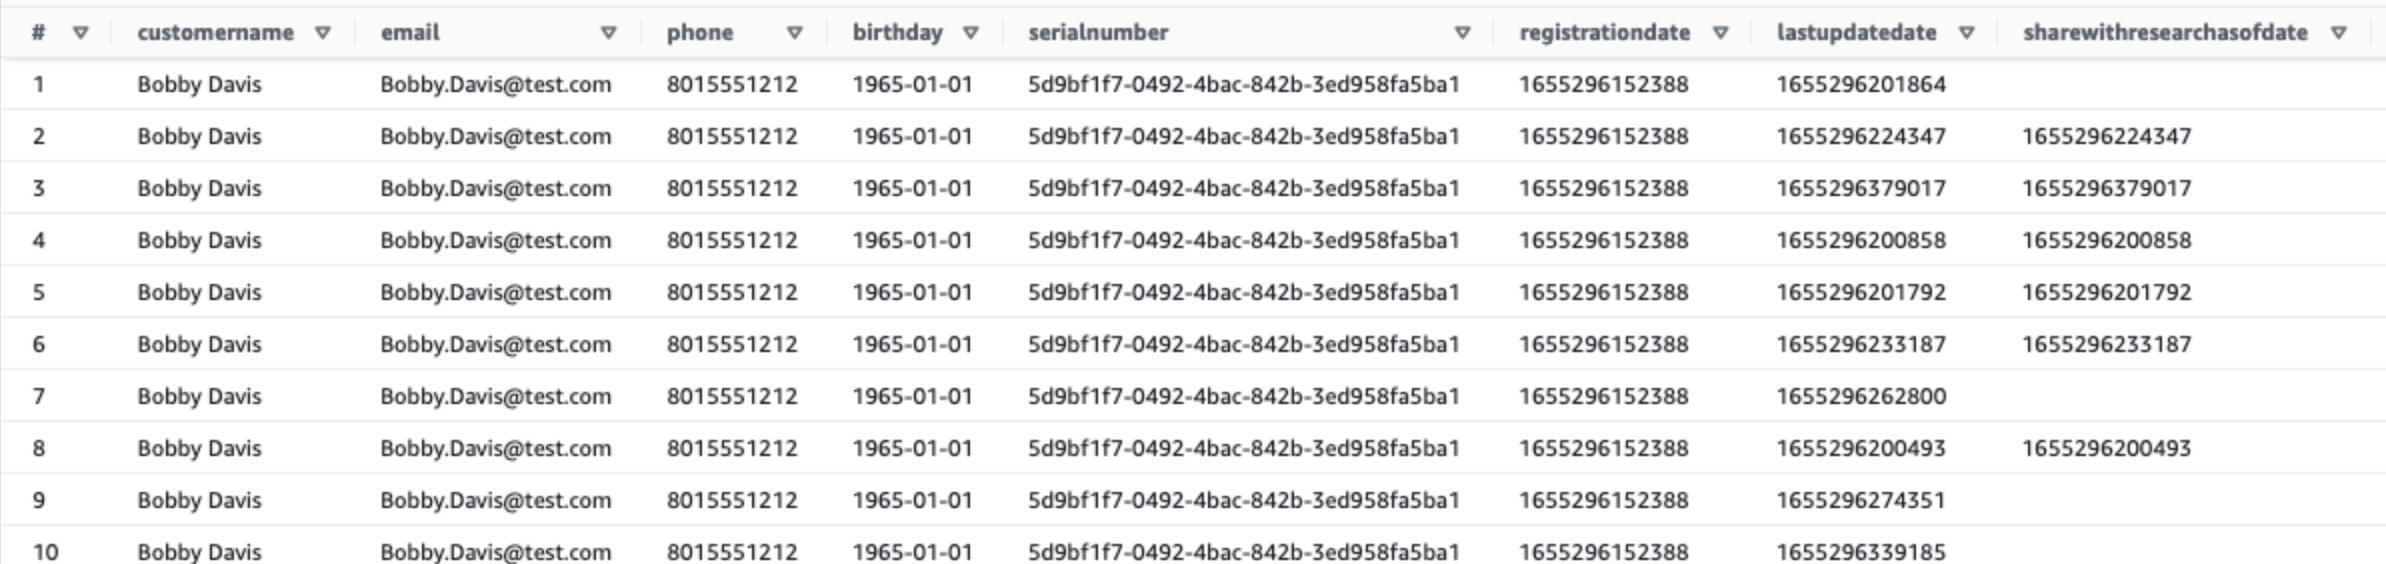 # customername email phone birthday serialnumber registrationdate lastupdatedate sharewithresearchasofdate
1 Bobby Davis Bobby.Davis@test.com 8015551212 1965-01-01 5d9bf1f7-0492-4bac-842b-3ed958fa5ba1 1655296152388 1655296201864
2 Bobby Davis Bobby.Davis@test.com 8015551212 1965-01-01 5d9bf1f7-0492-4bac-842b-3ed958fa5ba1 1655296152388 1655296224347 1655296224347
3 Bobby Davis Bobby.Davis@test.com 8015551212 1965-01-01 5d9bf1f7-0492-4bac-842b-3ed958fa5ba1 1655296152388 1655296379017 1655296379017
4 Bobby Davis Bobby.Davis@test.com 8015551212 1965-01-01 5d9bf1f7-0492-4bac-842b-3ed958fa5ba1 1655296152388 1655296200858 1655296200858
5 Bobby Davis Bobby.Davis@test.com 8015551212 1965-01-01 5d9bf1f7-0492-4bac-842b-3ed958fa5ba1 1655296152388 1655296201792 1655296201792
6 Bobby Davis Bobby.Davis@test.com 8015551212 1965-01-01 5d9bf1f7-0492-4bac-842b-3ed958fa5ba1 1655296152388 1655296233187 1655296233187
7 Bobby Davis Bobby.Davis@test.com 8015551212 1965-01-01 5d9bf1f7-0492-4bac-842b-3ed958fa5ba1 1655296152388 1655296262800
8 Bobby Davis Bobby.Davis@test.com 8015551212 1965-01-01 5d9bf1f7-0492-4bac-842b-3ed958fa5ba1 1655296152388 1655296200493 1655296200493
9 Bobby Davis Bobby.Davis@test.com 8015551212 1965-01-01 5d9bf1f7-0492-4bac-842b-3ed958fa5ba1 1655296152388 1655296274351
10 Bobby Davis Bobby.Davis@test.com 8015551212 1965-01-01 5d9bf1f7-0492-4bac-842b-3ed958fa5ba1 1655296152388 1655296339185